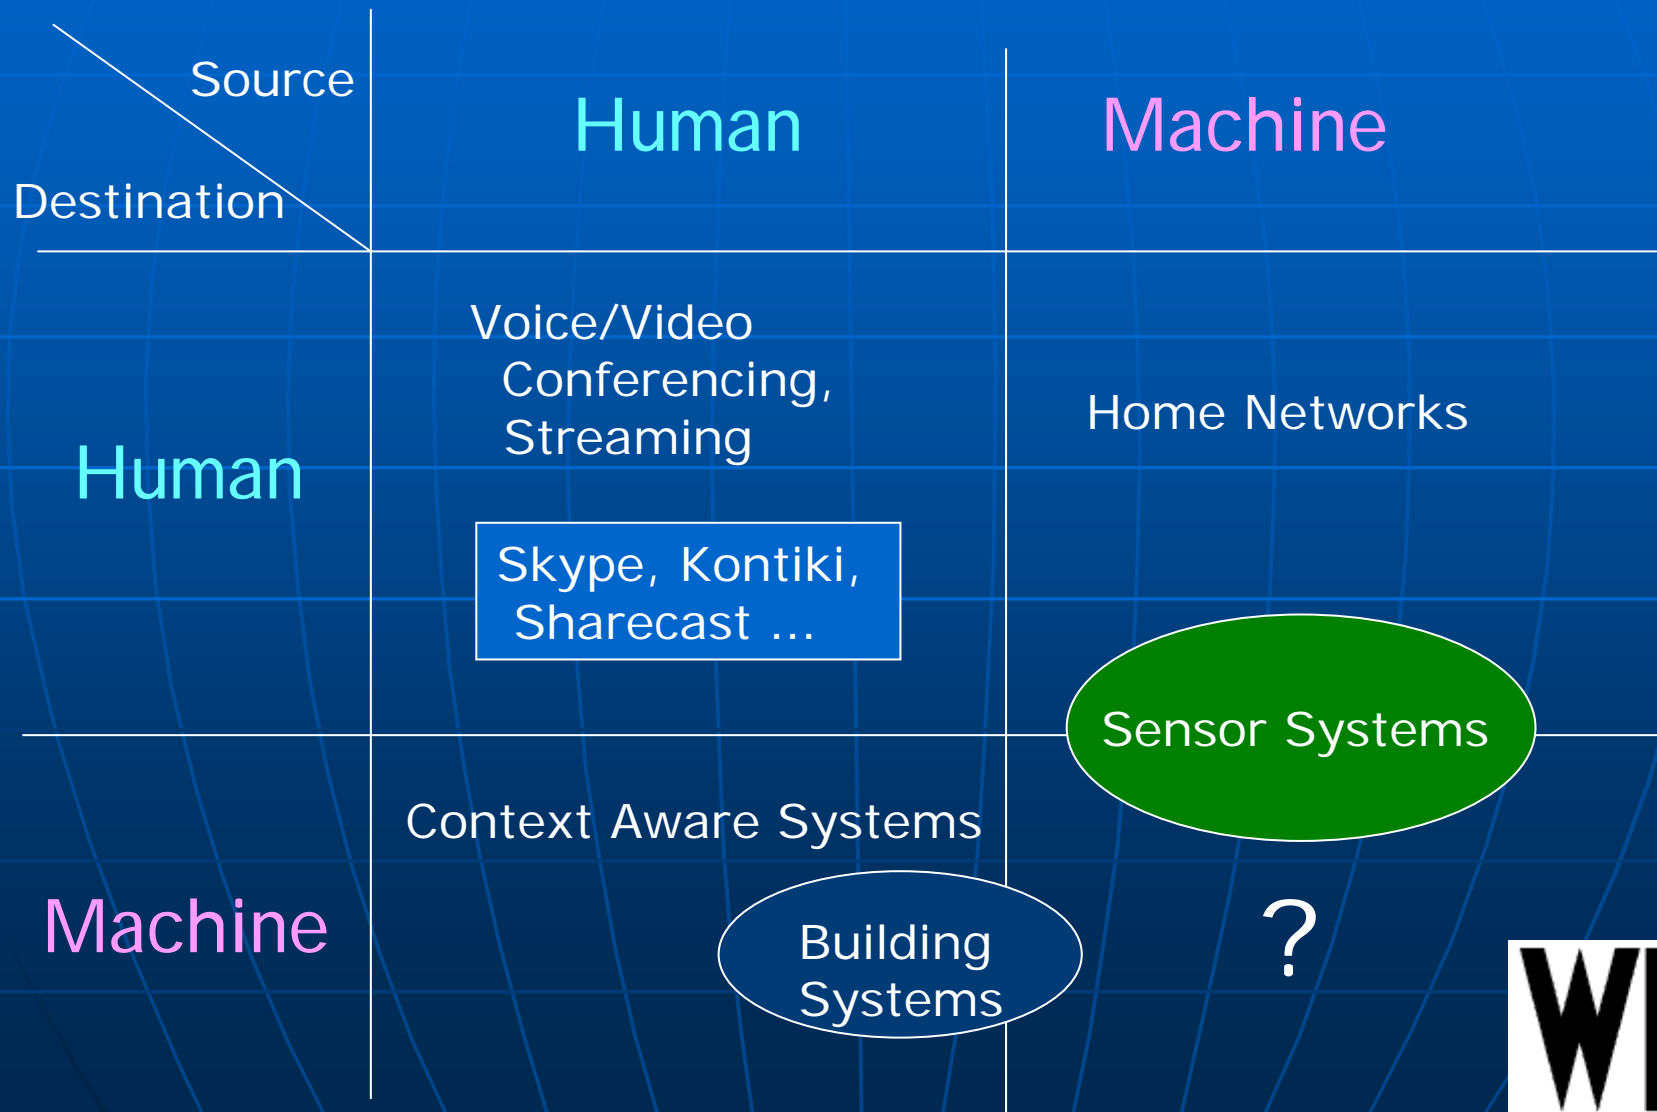 Source
Destination
Human
Machine
Human
Voice/Video
Conferencing,
Streaming
Skype, Kontiki,
Sharecast ...
Home Networks
Sensor Systems
Machine
Context Aware Systems
Building
Systems
?